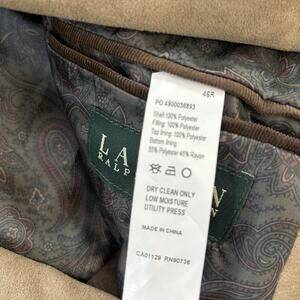 46R
PO 4900036893
Shell:100% Polyester
Filling: 100% Polyester
Top lining: 100% Polyester
Bottom lining:
55% Polyester 45% Rayon
DRY CLEAN ONLY
LOW MOISTURE
UTILITY PRESS
MADE IN CHINA
CA01129 RN90736
LA N
RALP N